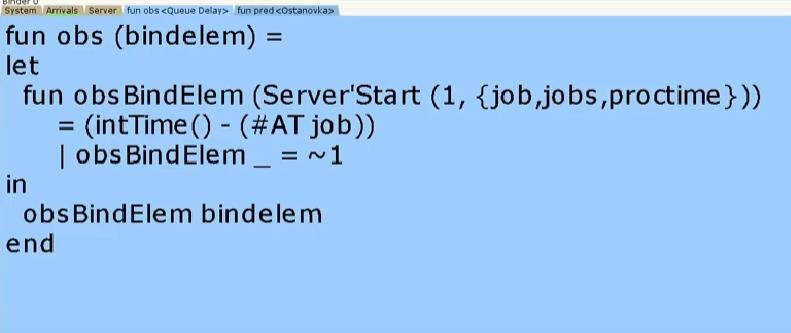 Binder 0
System Arrivals Server fun obs <Queue Delay> fun pred <Ostanovka>
fun obs (bindelem) =
let
fun obsBindElem (Server'Start (1, {job,jobs,proctime}))
= (intTime() - (#AT job))
| obsBindElem _ = ~1
in
obsBindElem bindelem
end